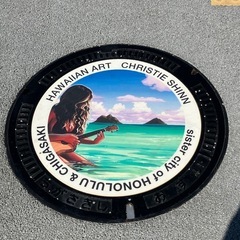 HAWAIIAN ART   CHRISTIE SHINN
sister city of HONOLULU & CHIGASAKI